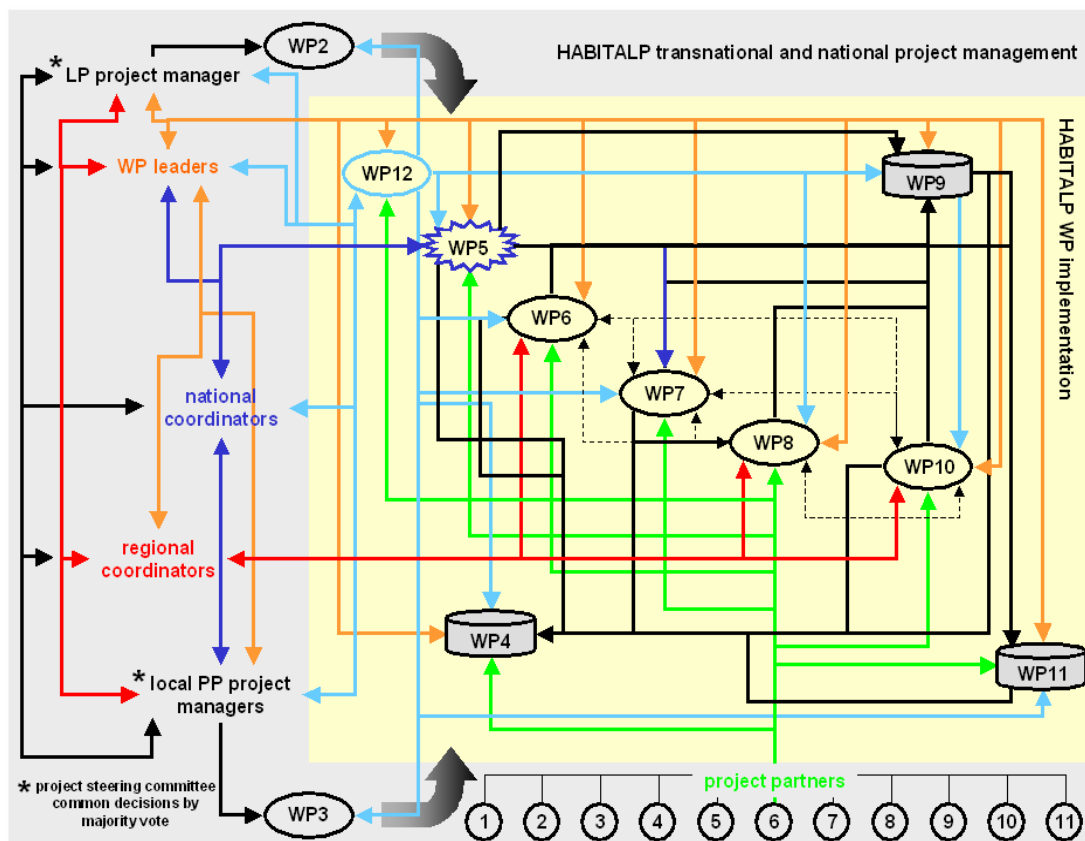 WP2
HABITALP transnational and national project management
* LP project manager
HABITALP WP implementation
WP leaders
WP12
WP9
WP5
WP6
WP7
WP8
WP10
national
coordinators
regional
coordinators
WP4
WP11
* local PP project
managers
* project steering committee
common decisions by
majority vote
WP3
project partners
1 2 3 4 5 6 7 8 9 10 11